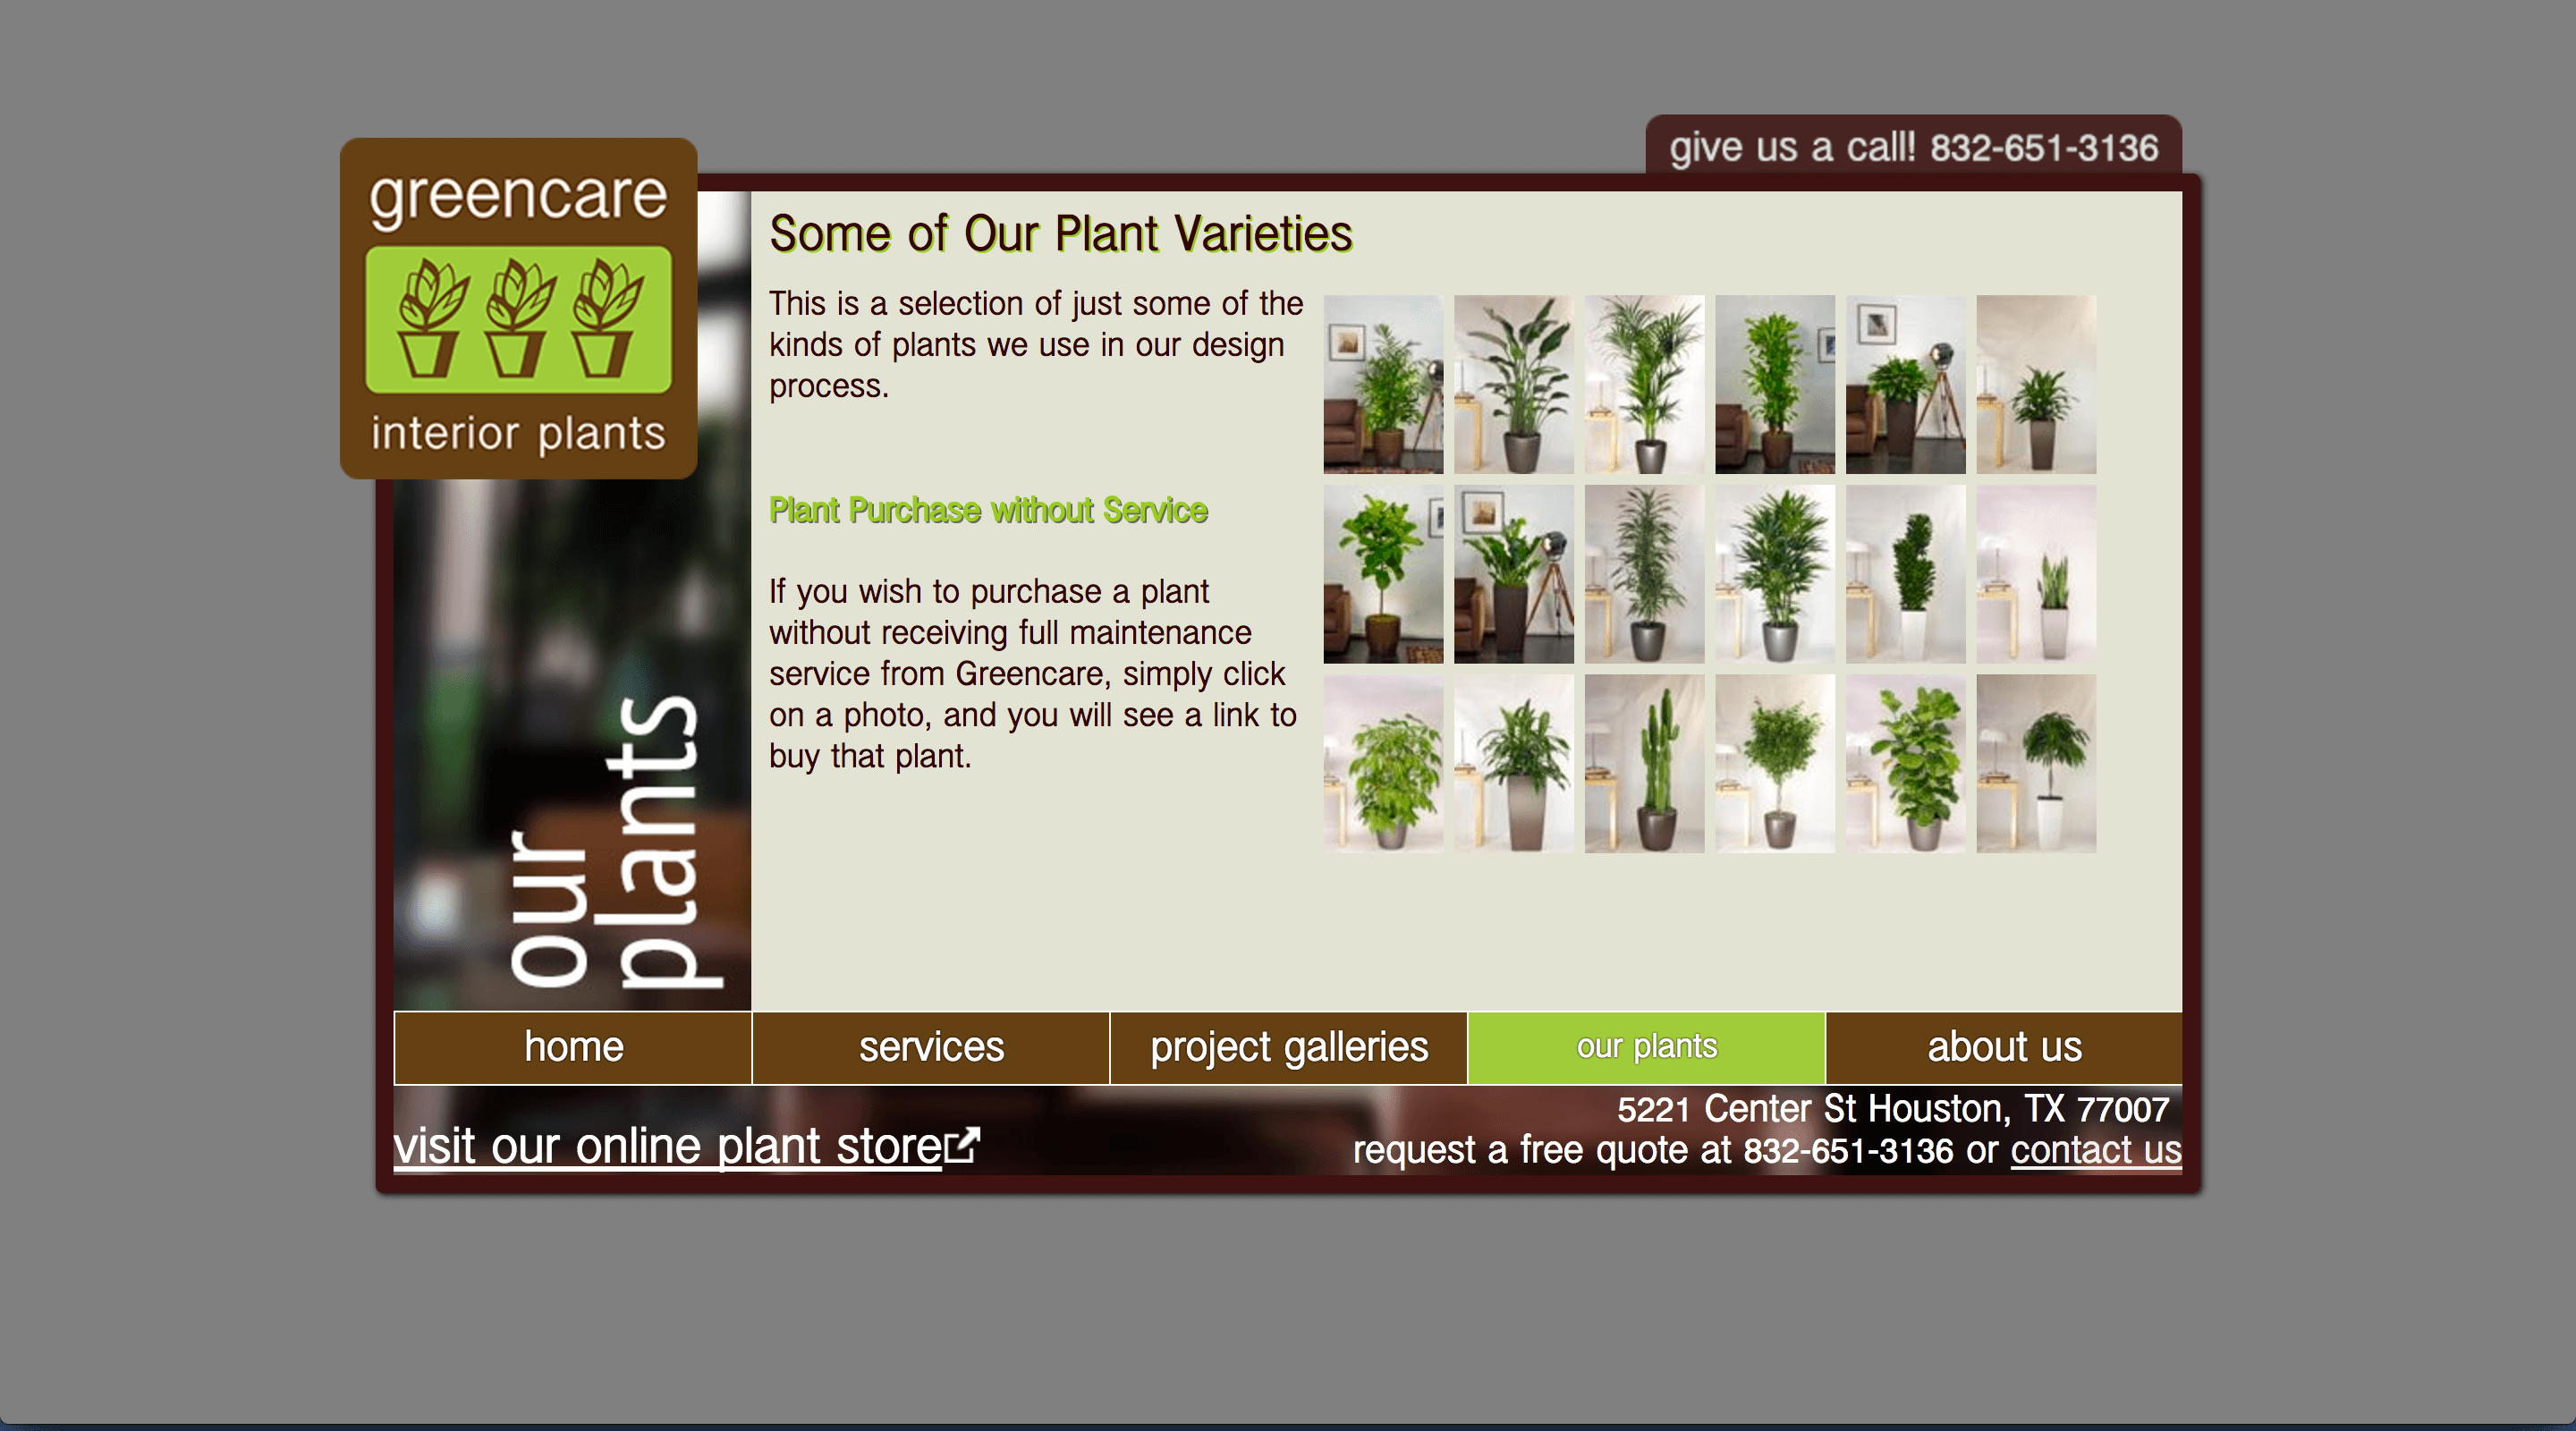 give us a call! 832-651-3136
greencare
interior plants
our
plants
Some of Our Plant Varieties
This is a selection of just some of the
kinds of plants we use in our design
process.
Plant Purchase without Service
If you wish to purchase a plant
without receiving full maintenance
service from Greencare, simply click
on a photo, and you will see a link to
buy that plant.
home
services
project galleries
our plants
about us
visit our online plant store
5221 Center St Houston, TX 77007
request a free quote at 832-651-3136 or contact us